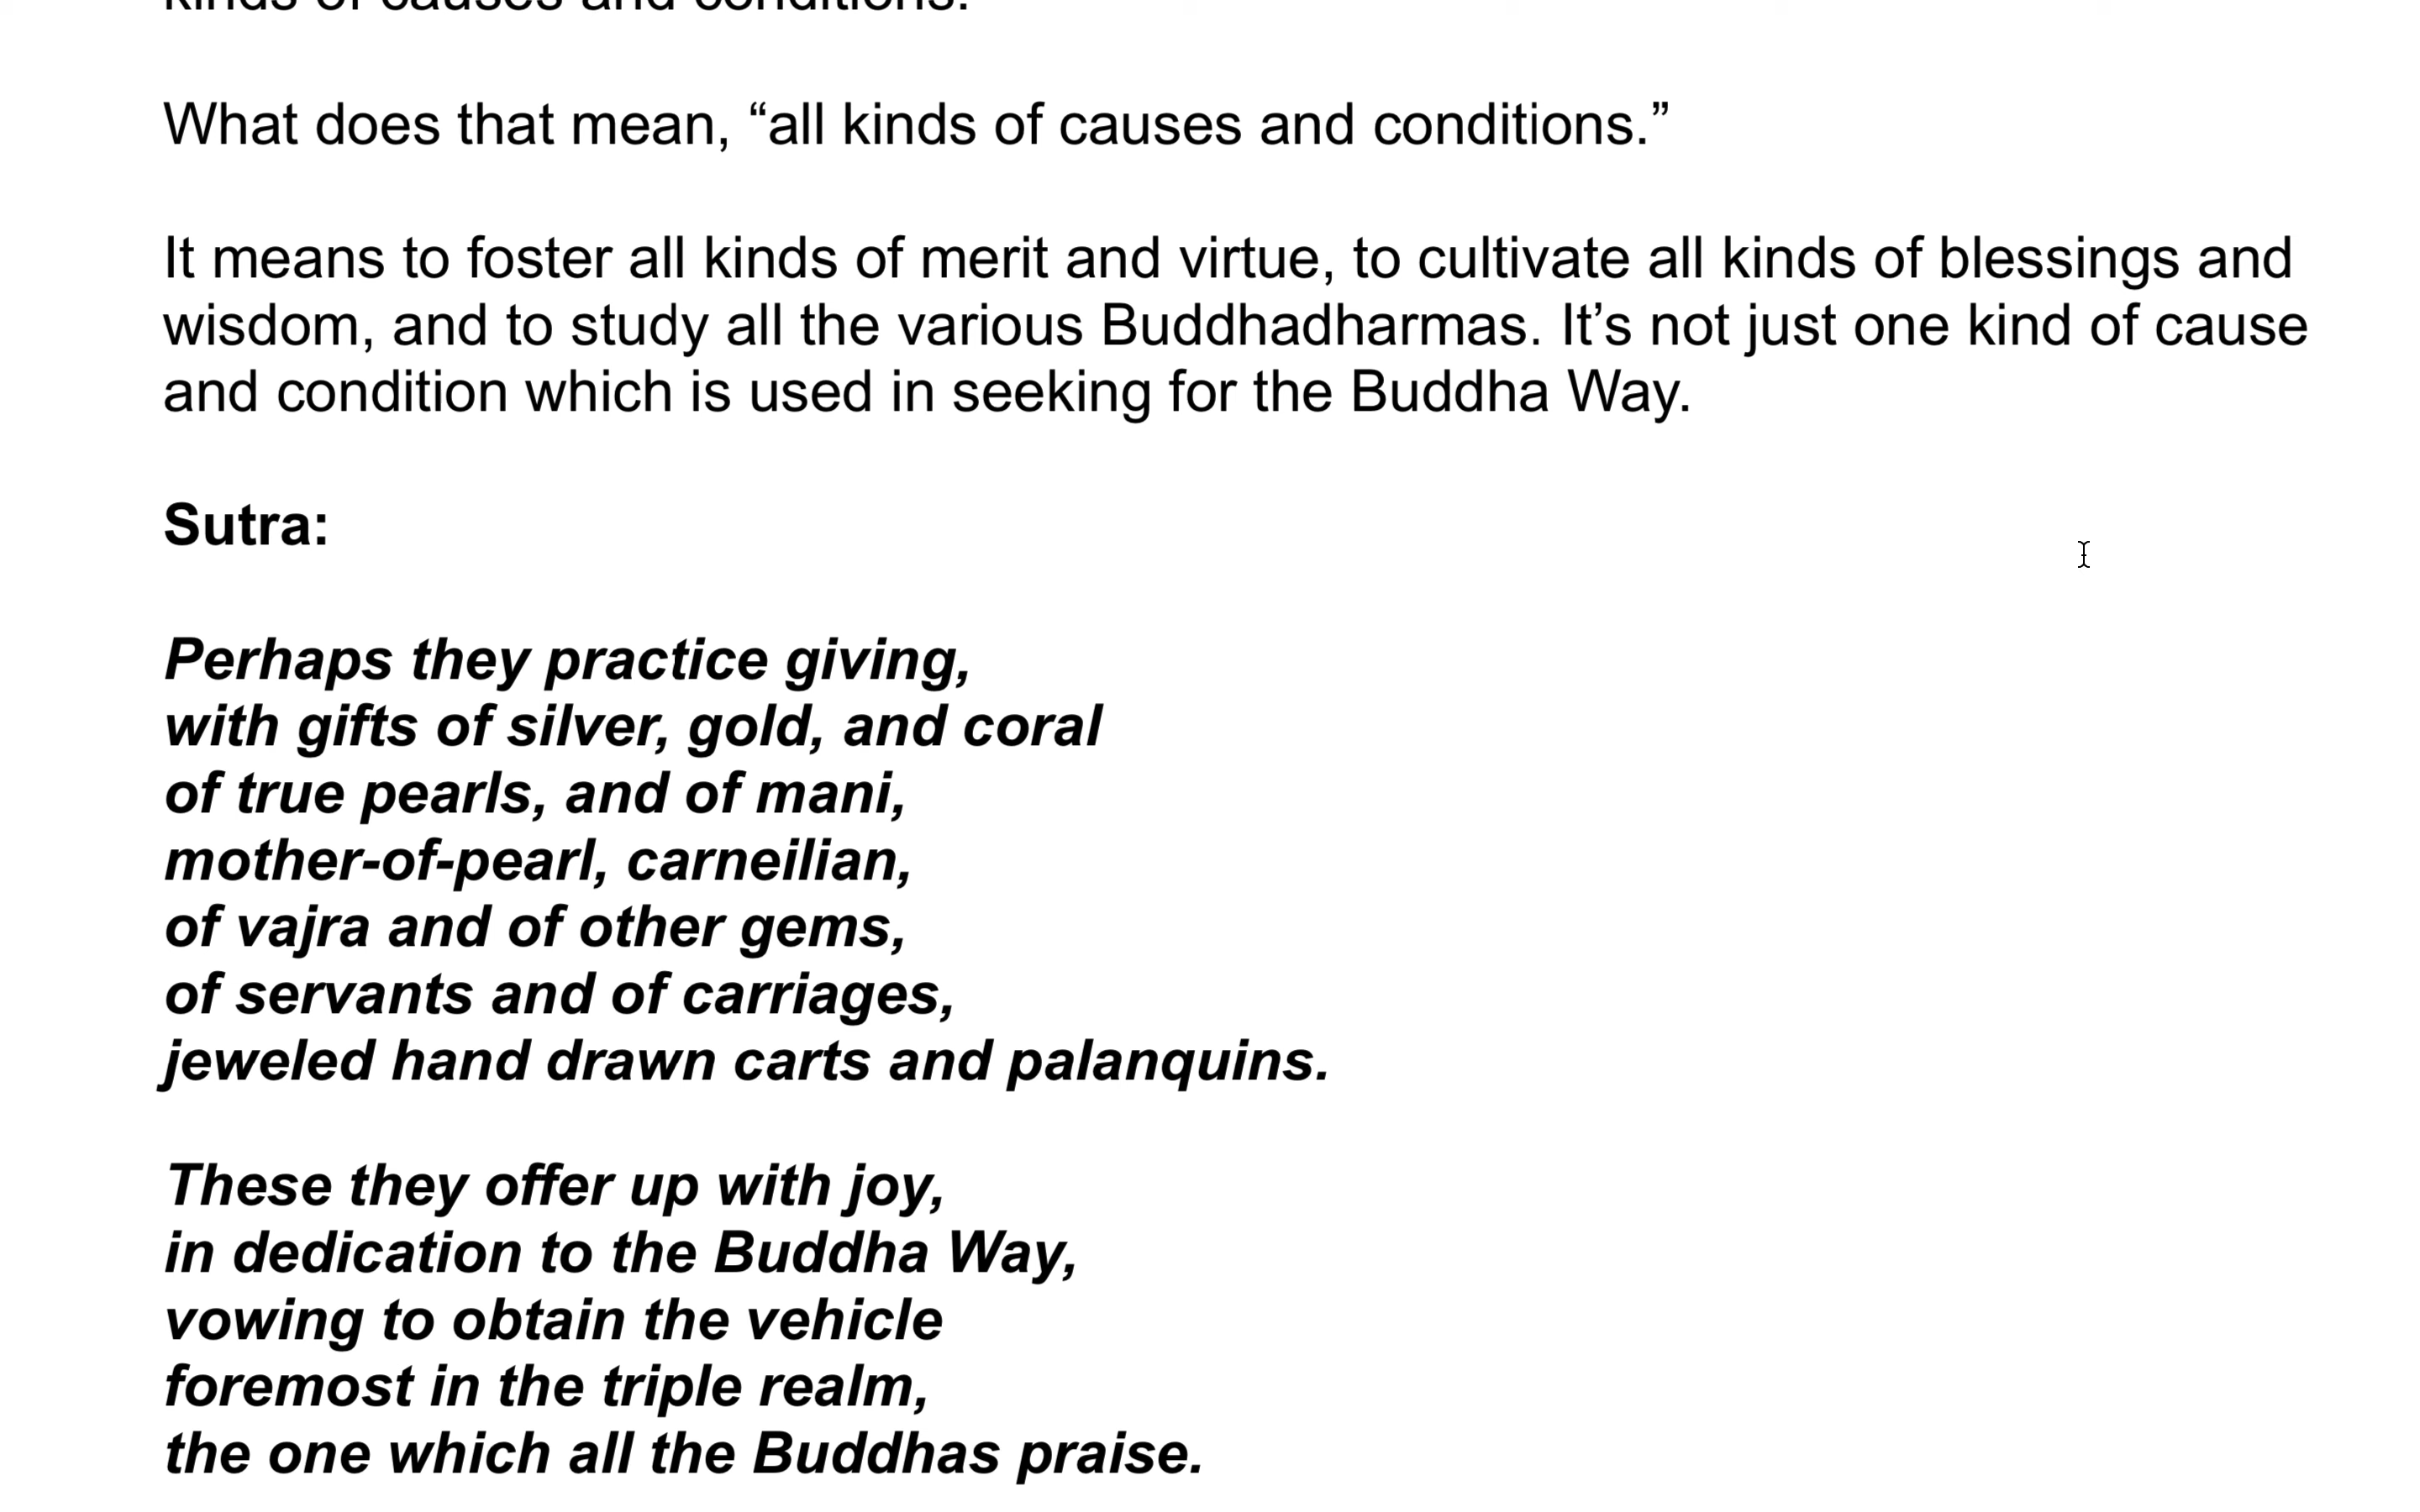 kinds of causes and conditions.
What does that mean, “all kinds of causes and conditions.”
It means to foster all kinds of merit and virtue, to cultivate all kinds of blessings and
wisdom, and to study all the various Buddhadharmas. It’s not just one kind of cause
and condition which is used in seeking for the Buddha Way.
Sutra:
Perhaps they practice giving,
with gifts of silver, gold, and coral
of true pearls, and of mani,
mother-of-pearl, carneilian,
of vajra and of other gems,
of servants and of carriages,
jeweled hand drawn carts and palanquins.
These they offer up with joy,
in dedication to the Buddha Way,
vowing to obtain the vehicle
foremost in the triple realm,
the one which all the Buddhas praise.